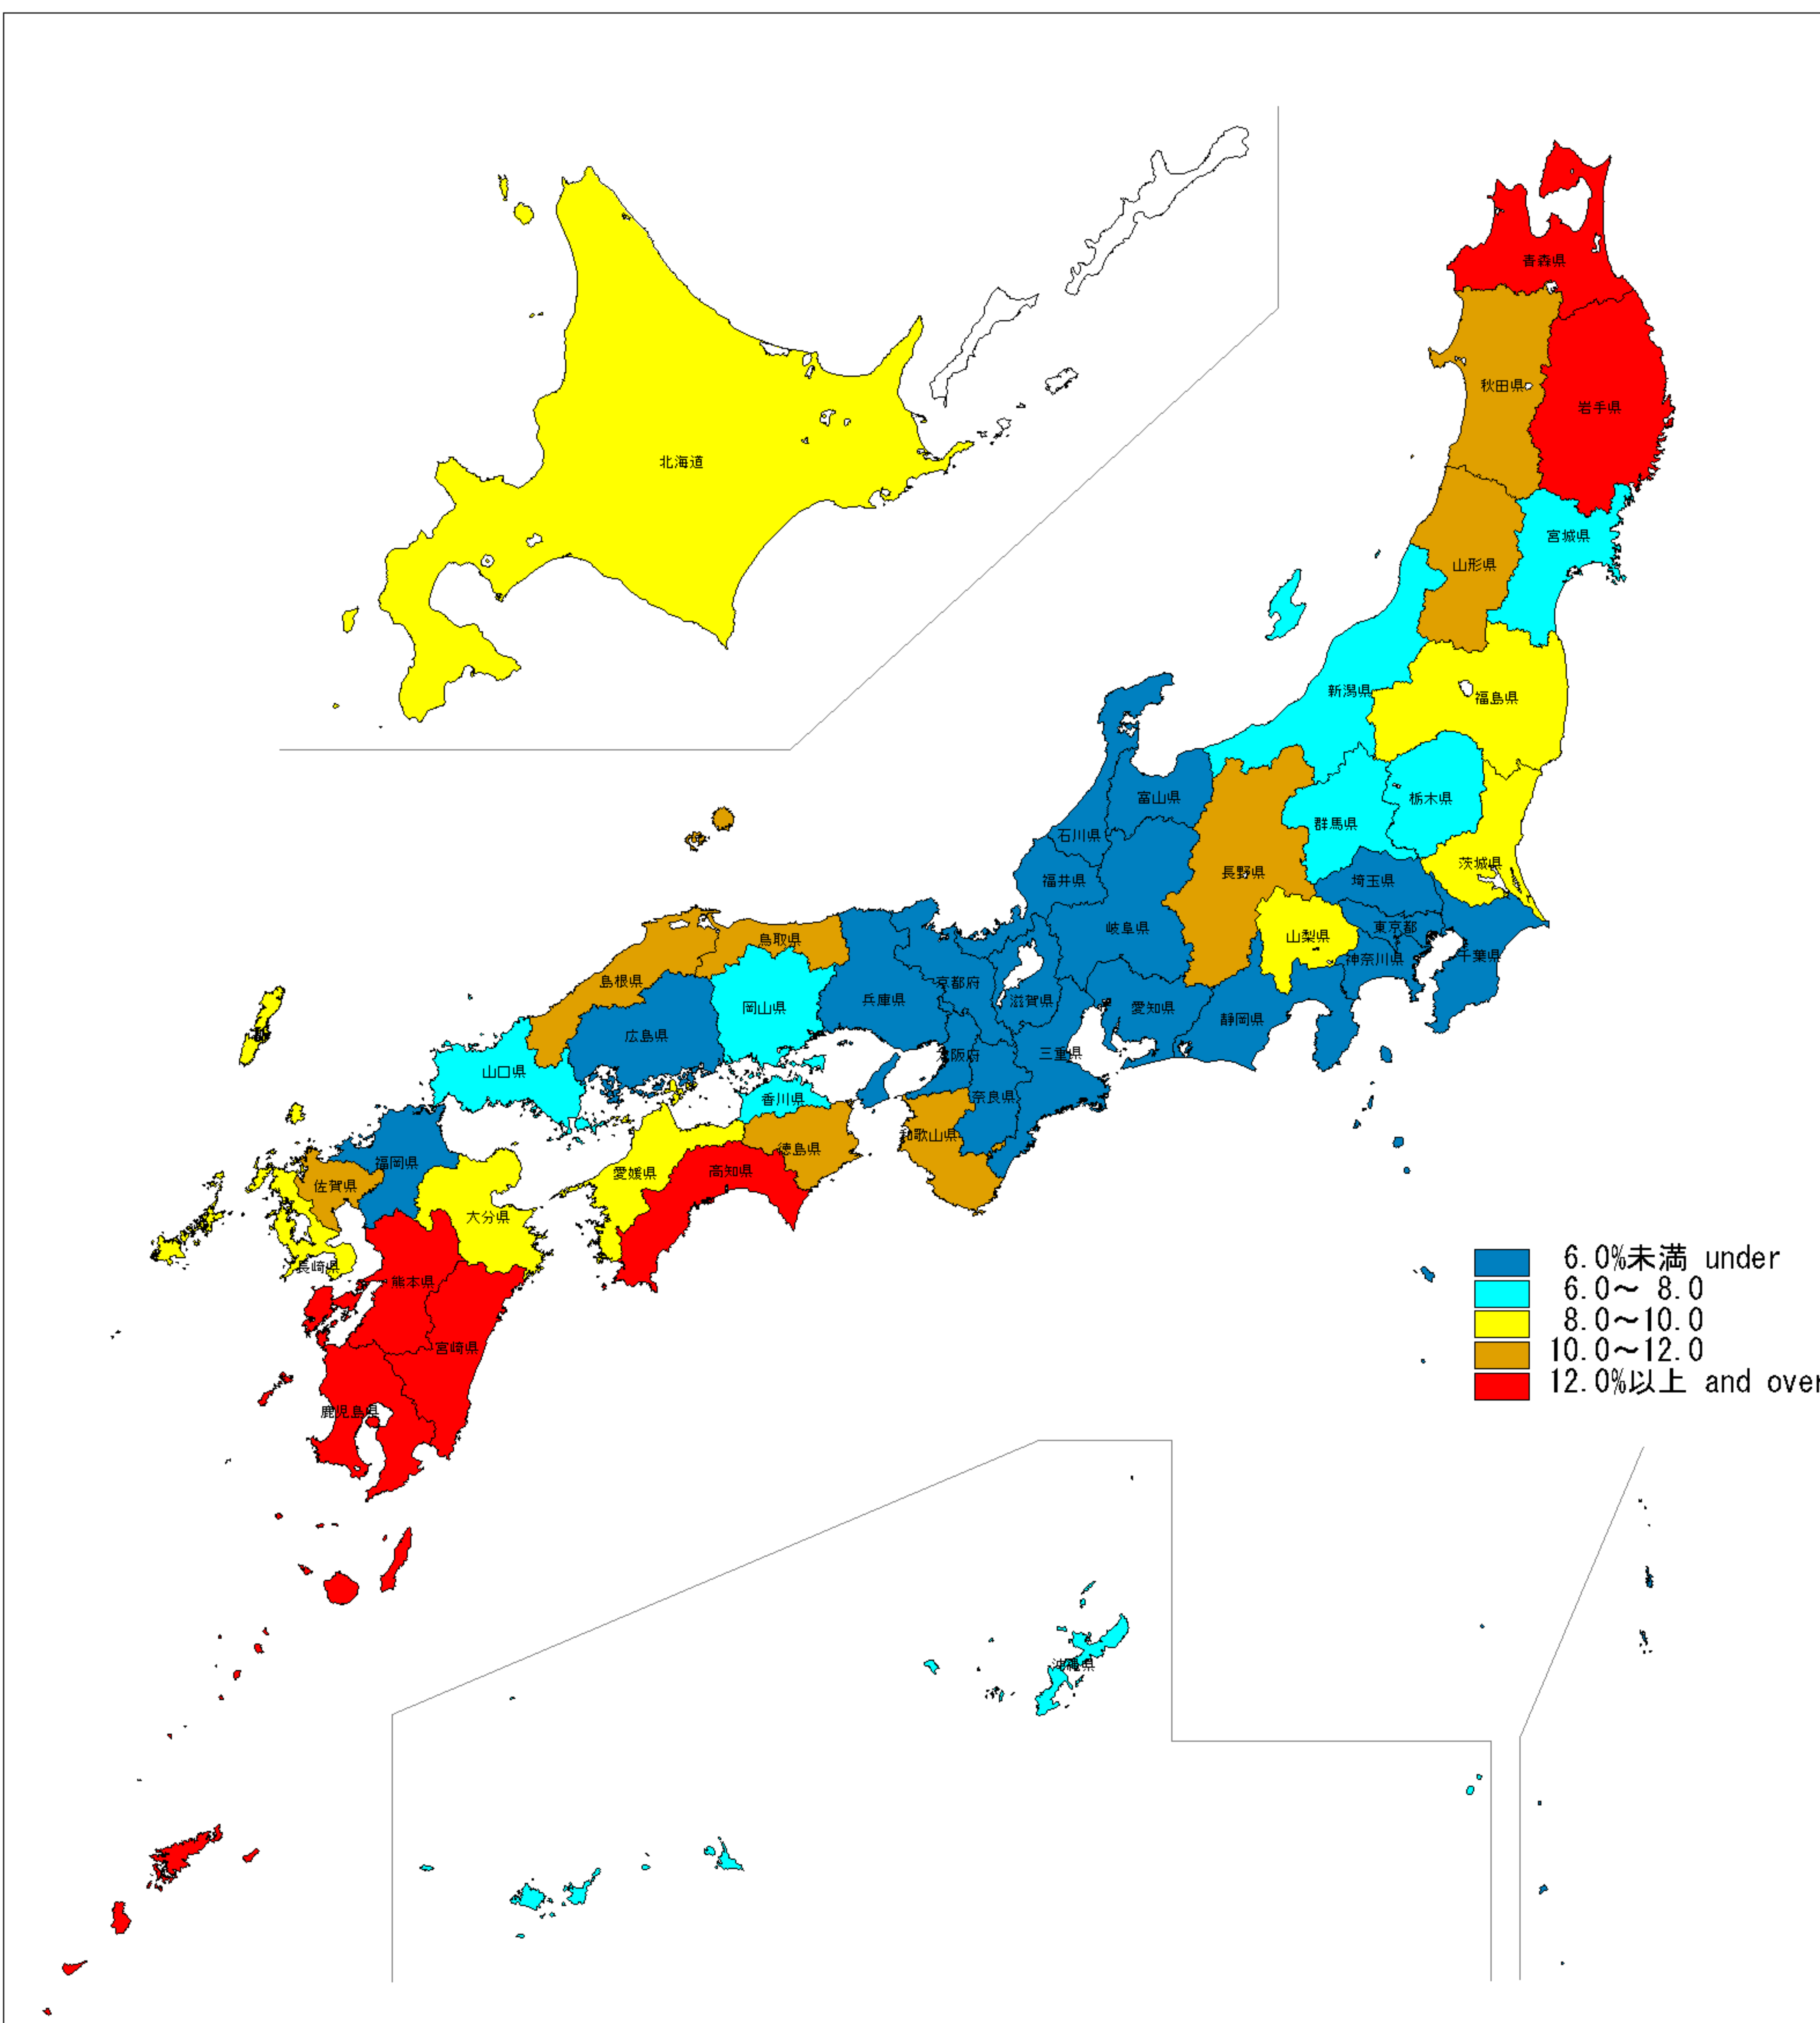 青森県
秋田県
岩手県
北海道
宮城県
山形県
新潟県
福島県
富山県
栃木県
群馬県
石川県
茨城県
長野県
福井県
埼玉県
岐阜県
東京都
山梨県
鳥取県
千葉県
神奈川県
島根県
京都府
兵庫県
滋賀県
岡山県
愛知県
静岡県
広島県
三重県
大阪府
山口県
奈良県
香川県
和歌山県
徳島県
福岡県
高知県
愛媛県
佐賀県
大分県
長崎県
熊本県
宮崎県
鹿児島県
沖縄県
6.0%未満 under
6.0～ 8.0
8.0～10.0
10.0～12.0
12.0%以上 and over